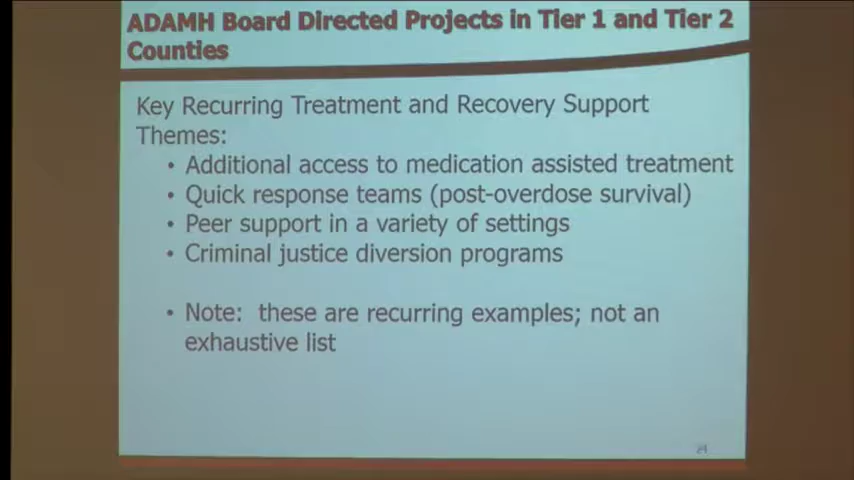 ADAMH Board Directed Projects in Tier 1 and Tier 2
Counties
Key Recurring Treatment and Recovery Support
Themes:
• Additional access to medication assisted treatment
• Quick response teams (post-overdose survival)
• Peer support in a variety of settings
• Criminal justice diversion programs
• Note: these are recurring examples; not an
exhaustive list